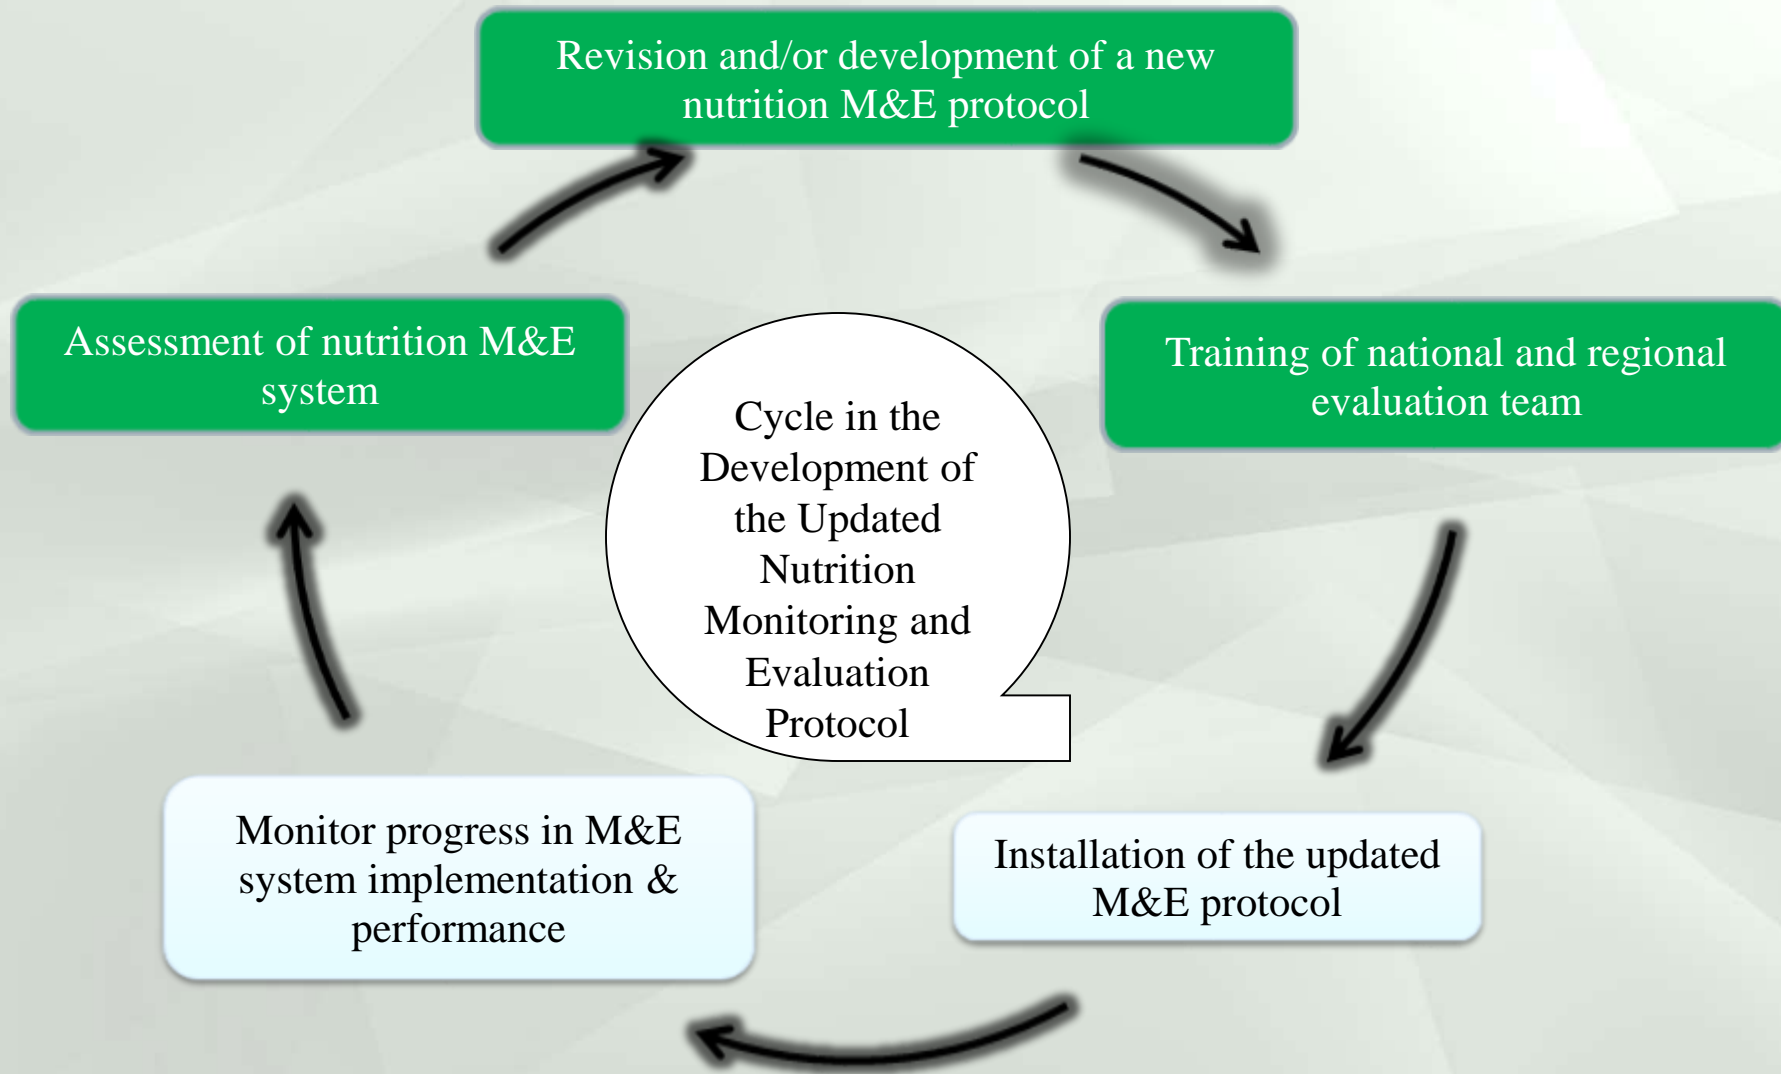 Revision and/or development of a new
nutrition M&E protocol
Assessment of nutrition M&E
system
Training of national and regional
evaluation team
Cycle in the
Development of
the Updated
Nutrition
Monitoring and
Evaluation
Protocol
Monitor progress in M&E
system implementation &
performance
Installation of the updated
M&E protocol